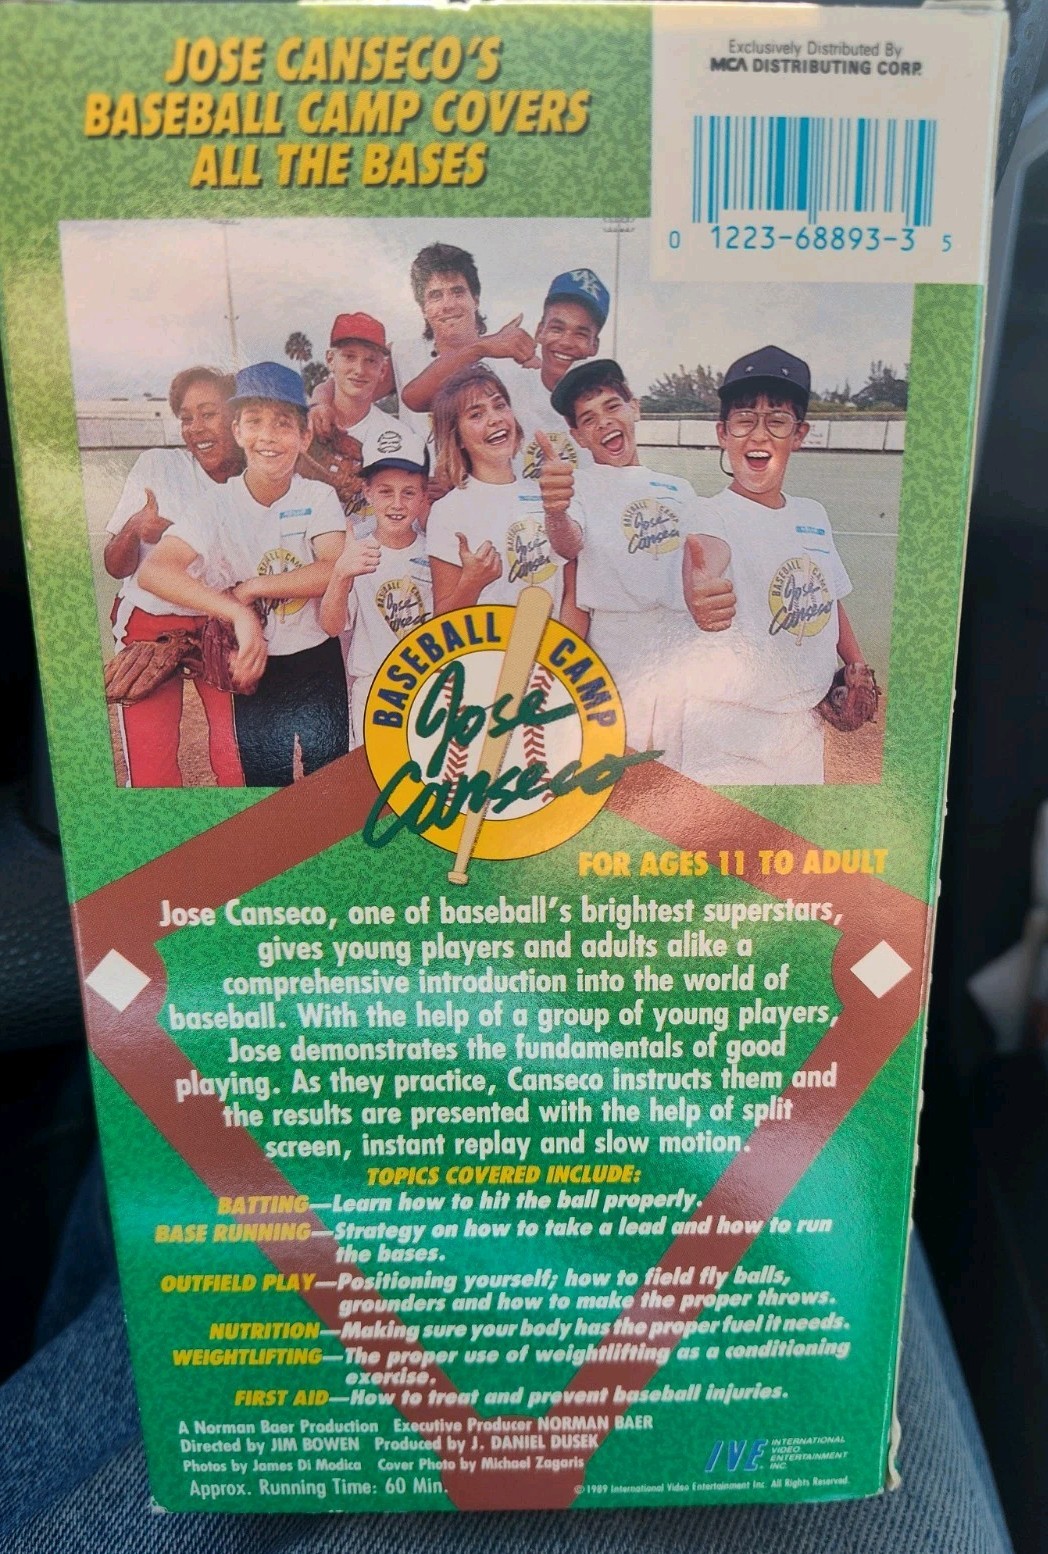 JOSE CANSECO'S
BASEBALL CAMP COVERS
ALL THE BASES
Exclusively Distributed By
MCA DISTRIBUTING CORP.
0 1223-68893-3 5
BASEBALL CAMP
Jose
Canseco
FOR AGES 11 TO ADULT
Jose Canseco, one of baseball's brightest superstars,
gives young players and adults alike a
comprehensive introduction into the world of
baseball. With the help of a group of young players,
Jose demonstrates the fundamentals of good
playing. As they practice, Canseco instructs them and
the results are presented with the help of split
screen, instant replay and slow motion.
TOPICS COVERED INCLUDE:
BATTING—Learn how to hit the ball properly.
BASE RUNNING—Strategy on how to take a lead and how to run
the bases.
OUTFIELD PLAY—Positioning yourself; how to field fly balls,
grounders and how to make the proper throws.
NUTRITION—Making sure your body has the proper fuel it needs.
WEIGHTLIFTING—The proper use of weightlifting as a conditioning
exercise.
FIRST AID—How to treat and prevent baseball injuries.
A Norman Baer Production Executive Producer NORMAN BAER
Directed by JIM BOWEN Produced by J. DANIEL DUSEK
Photos by James Di Modica Cover Photo by Michael Zagaris
Approx. Running Time: 60 Min.
IVE INTERNATIONAL
VIDEO
ENTERTAINMENT
INC.
© 1989 International Video Entertainment Inc. All Rights Reserved.